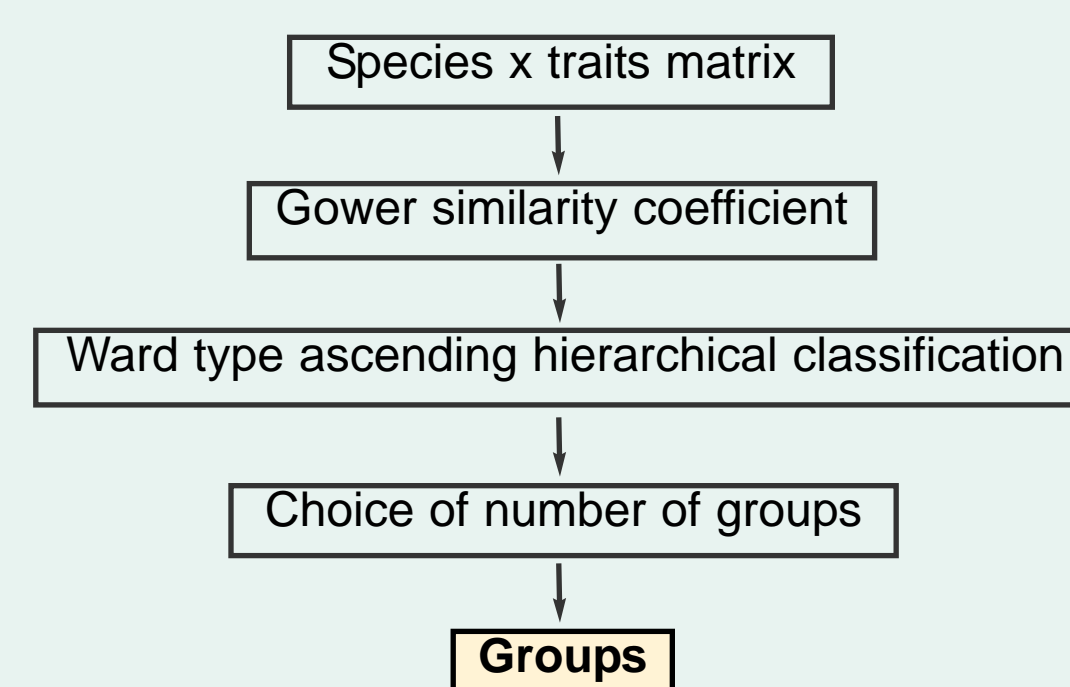 Species x traits matrix
Gower similarity coefficient
Ward type ascending hierarchical classification
Choice of number of groups
Groups